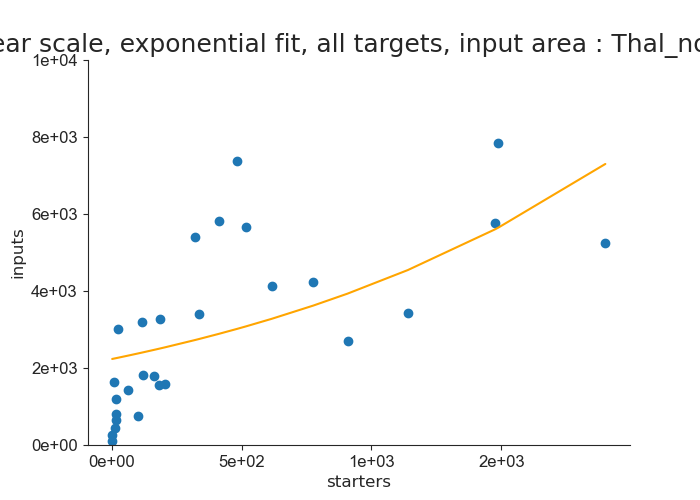 ear scale, exponential fit, all targets, input area : Thal_no
1e+04
8e+03
6e+03
4e+03
2e+03
0e+00
inputs
0e+00 5e+02 1e+03 2e+03
starters